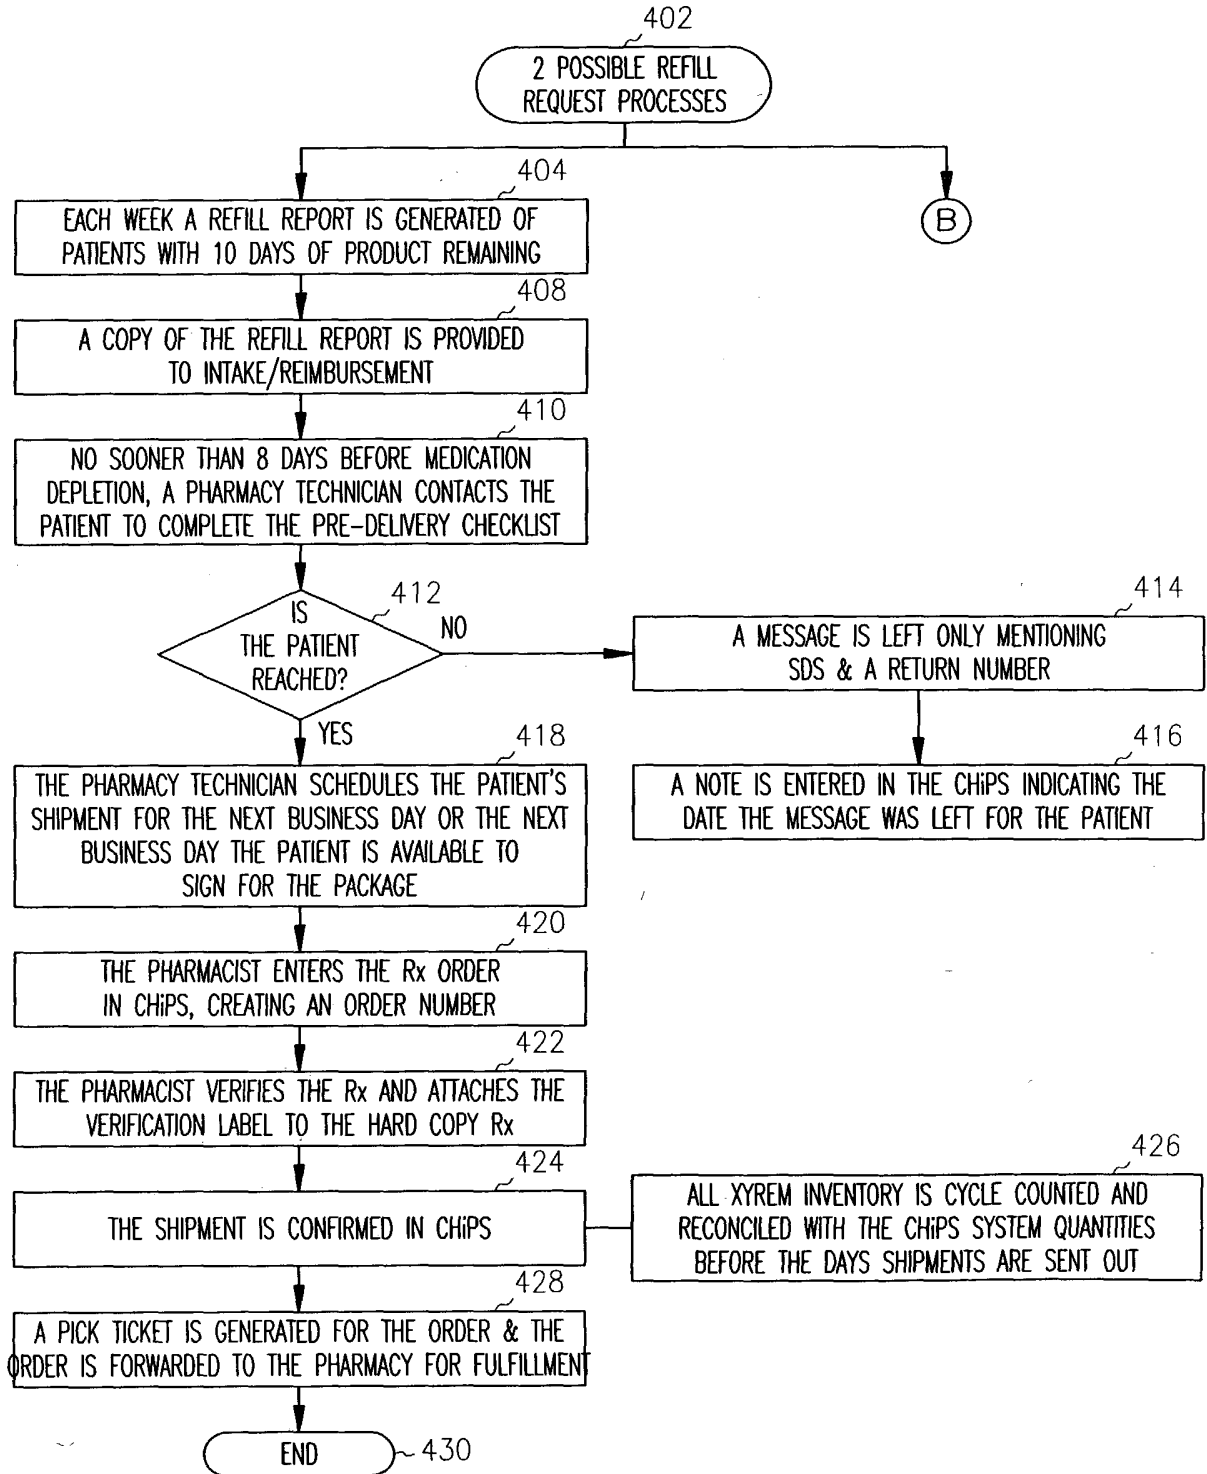 402
2 POSSIBLE REFILL
REQUEST PROCESSES
404
EACH WEEK A REFILL REPORT IS GENERATED OF
PATIENTS WITH 10 DAYS OF PRODUCT REMAINING
B
408
A COPY OF THE REFILL REPORT IS PROVIDED
TO INTAKE/REIMBURSEMENT
410
NO SOONER THAN 8 DAYS BEFORE MEDICATION
DEPLETION, A PHARMACY TECHNICIAN CONTACTS THE
PATIENT TO COMPLETE THE PRE-DELIVERY CHECKLIST
412
IS
THE PATIENT
REACHED?
NO
414
A MESSAGE IS LEFT ONLY MENTIONING
SDS & A RETURN NUMBER
YES
416
A NOTE IS ENTERED IN THE CHiPS INDICATING THE
DATE THE MESSAGE WAS LEFT FOR THE PATIENT
418
THE PHARMACY TECHNICIAN SCHEDULES THE PATIENT'S
SHIPMENT FOR THE NEXT BUSINESS DAY OR THE NEXT
BUSINESS DAY THE PATIENT IS AVAILABLE TO
SIGN FOR THE PACKAGE
420
THE PHARMACIST ENTERS THE Rx ORDER
IN CHiPS, CREATING AN ORDER NUMBER
422
THE PHARMACIST VERIFIES THE Rx AND ATTACHES THE
VERIFICATION LABEL TO THE HARD COPY Rx
424
THE SHIPMENT IS CONFIRMED IN CHiPS
426
ALL XYREM INVENTORY IS CYCLE COUNTED AND
RECONCILED WITH THE CHiPS SYSTEM QUANTITIES
BEFORE THE DAYS SHIPMENTS ARE SENT OUT
428
A PICK TICKET IS GENERATED FOR THE ORDER & THE
ORDER IS FORWARDED TO THE PHARMACY FOR FULFILLMENT
END
430